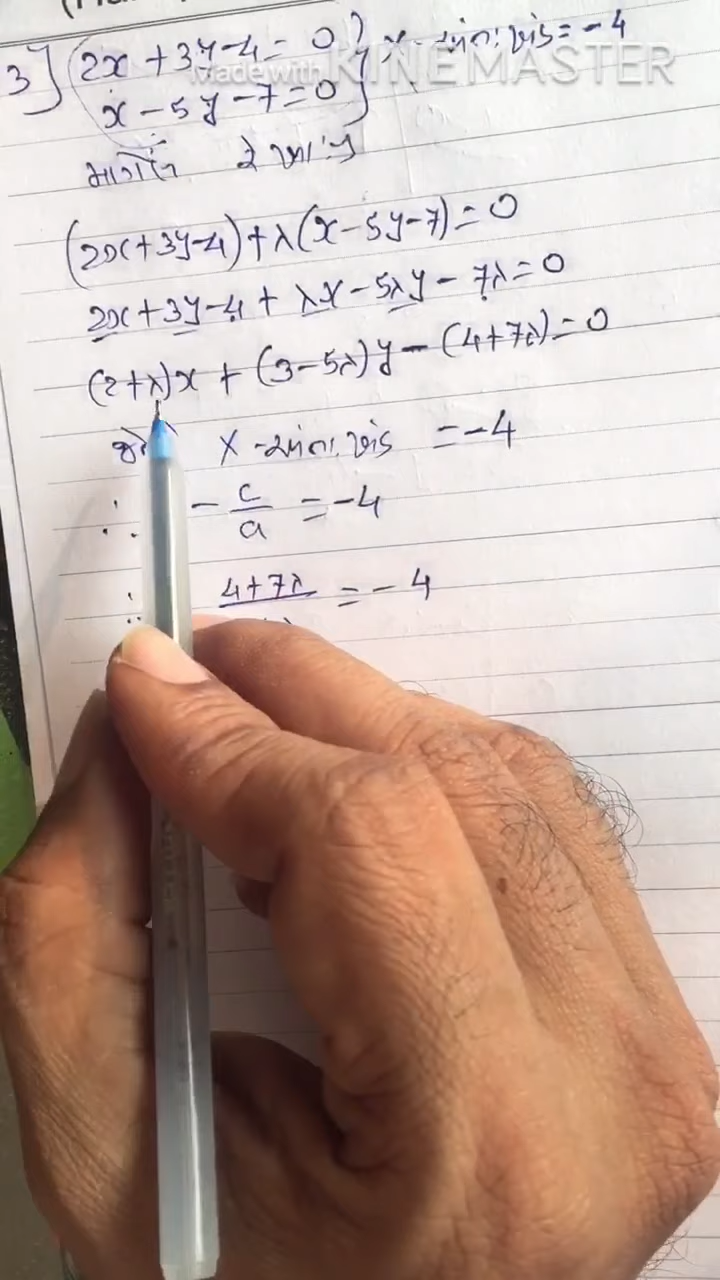 3] 2x + 3y - 4 = 0 } x-અંતઃખંડ = -4
x - 5y - 7 = 0
Made with KINEMASTER
માગેલ રેખાનું
(2x+3y-4)+λ(x-5y-7)=0
2x+3y-4+λx-5λy-7λ=0
(2+λ)x+(3-5λ)y-(4+7λ)=0
x-અંતઃખંડ = -4
∴ -c/a = -4
∴ 4+7λ = -4